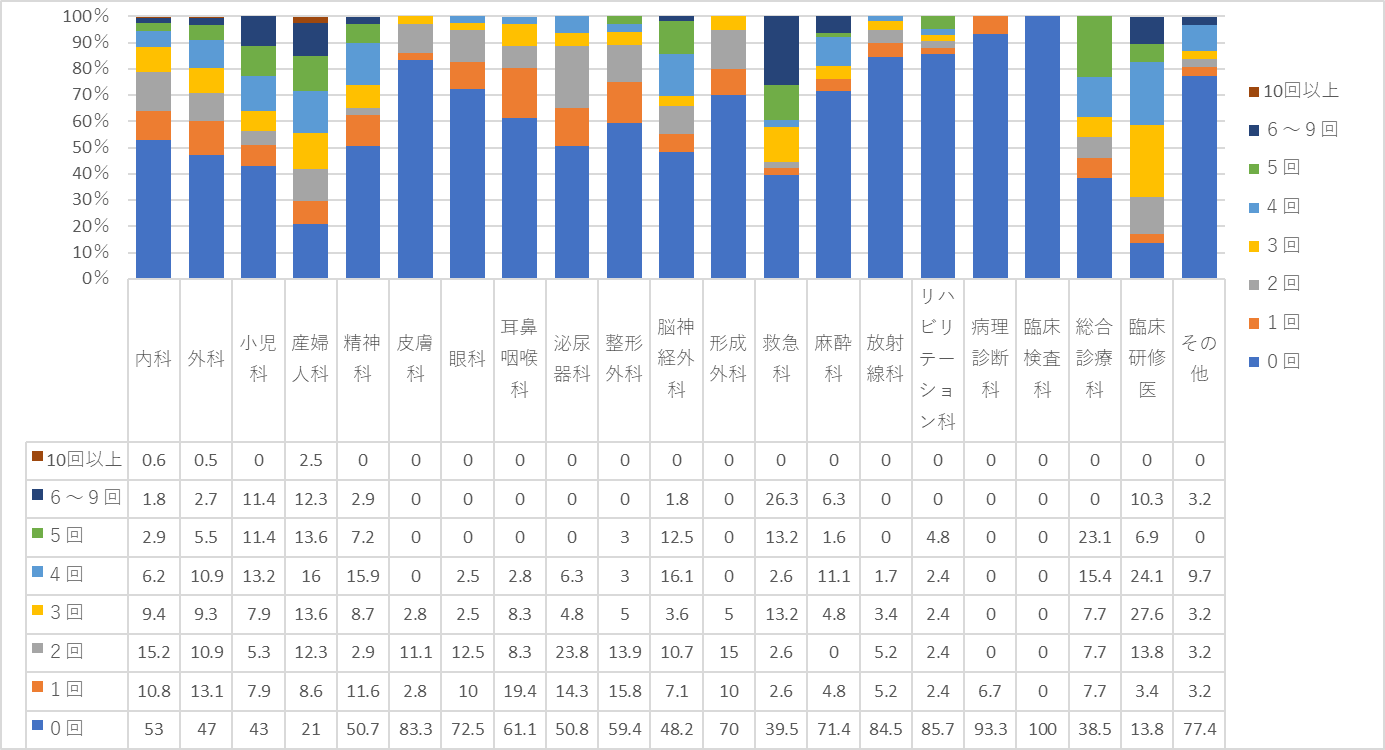 100%
90%
80%
70%
60%
50%
40%
30%
20%
10%
0%
10回以上
6～9回
5回
4回
3回
2回
1回
0回
内科 外科 小児科 産婦人科 精神科 皮膚科 眼科 耳鼻咽喉科 泌尿器科 整形外科 脳神経外科 形成外科 救急科 麻酔科 放射線科 リハビリテーション科 病理診断科 臨床検査科 総合診療科 臨床研修医 その他
10回以上 0.6 0.5 0 2.5 0 0 0 0 0 0 0 0 0 0 0 0 0 0 0 0 0
6～9回 1.8 2.7 11.4 12.3 2.9 0 0 0 0 0 1.8 0 26.3 6.3 0 0 0 0 0 10.3 3.2
5回 2.9 5.5 11.4 13.6 7.2 0 0 0 0 3 12.5 0 13.2 1.6 0 4.8 0 0 23.1 6.9 0
4回 6.2 10.9 13.2 16 15.9 0 2.5 2.8 6.3 3 16.1 0 2.6 11.1 1.7 2.4 0 0 15.4 24.1 9.7
3回 9.4 9.3 7.9 13.6 8.7 2.8 2.5 8.3 4.8 5 3.6 5 13.2 4.8 3.4 2.4 0 0 7.7 27.6 3.2
2回 15.2 10.9 5.3 12.3 2.9 11.1 12.5 8.3 23.8 13.9 10.7 15 2.6 0 5.2 2.4 0 0 7.7 13.8 3.2
1回 10.8 13.1 7.9 8.6 11.6 2.8 10 19.4 14.3 15.8 7.1 10 2.6 4.8 5.2 2.4 6.7 0 7.7 3.4 3.2
0回 53 47 43 21 50.7 83.3 72.5 61.1 50.8 59.4 48.2 70 39.5 71.4 84.5 85.7 93.3 100 38.5 13.8 77.4